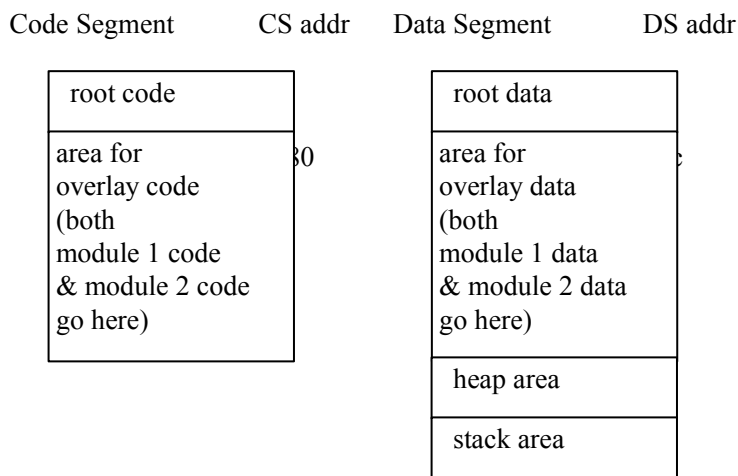 Code Segment CS addr Data Segment DS addr
root code
area for
overlay code
(both
module 1 code
& module 2 code
go here)
root data
area for
overlay data
(both
module 1 data
& module 2 data
go here)
heap area
stack area